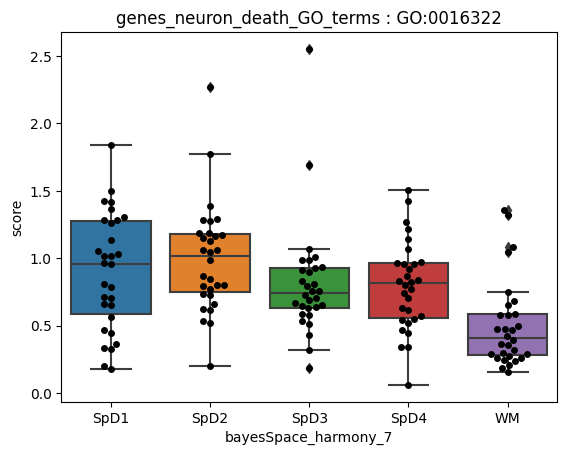 genes_neuron_death_GO_terms : GO:0016322
2.5
2.0
1.5
1.0
0.5
0.0
score
SpD1 SpD2 SpD3 SpD4 WM
bayesSpace_harmony_7